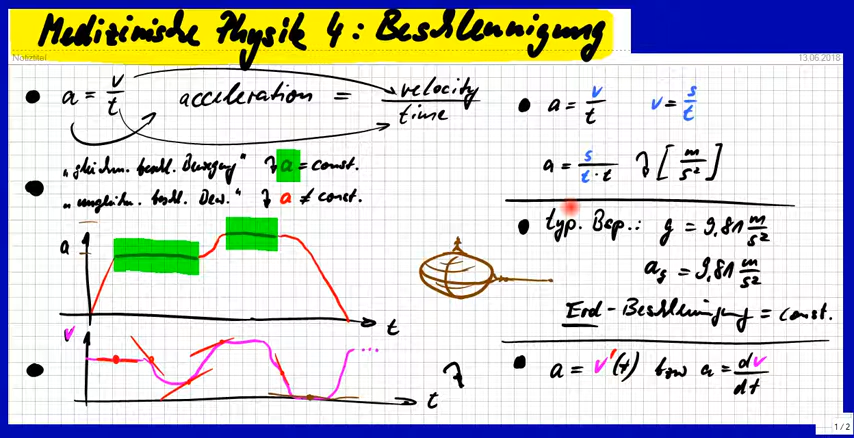 Medizinische Physik 4: Beschleunigung
Notiztitel
13.06.2018
a = v/t acceleration = velocity/time
"gleichm. beschl. Bewegung" a = const.
"ungleichm. beschl. Bew." a ≠ const.
a
t
v
...
t
a = v/t v = s/t
a = s/(t·t) [m/s²]
typ. Bsp.: g = 9,81 m/s²
a_g = 9,81 m/s²
Erd-Beschleunigung = const.
a = v'(t) bzw a = dv/dt
1/2